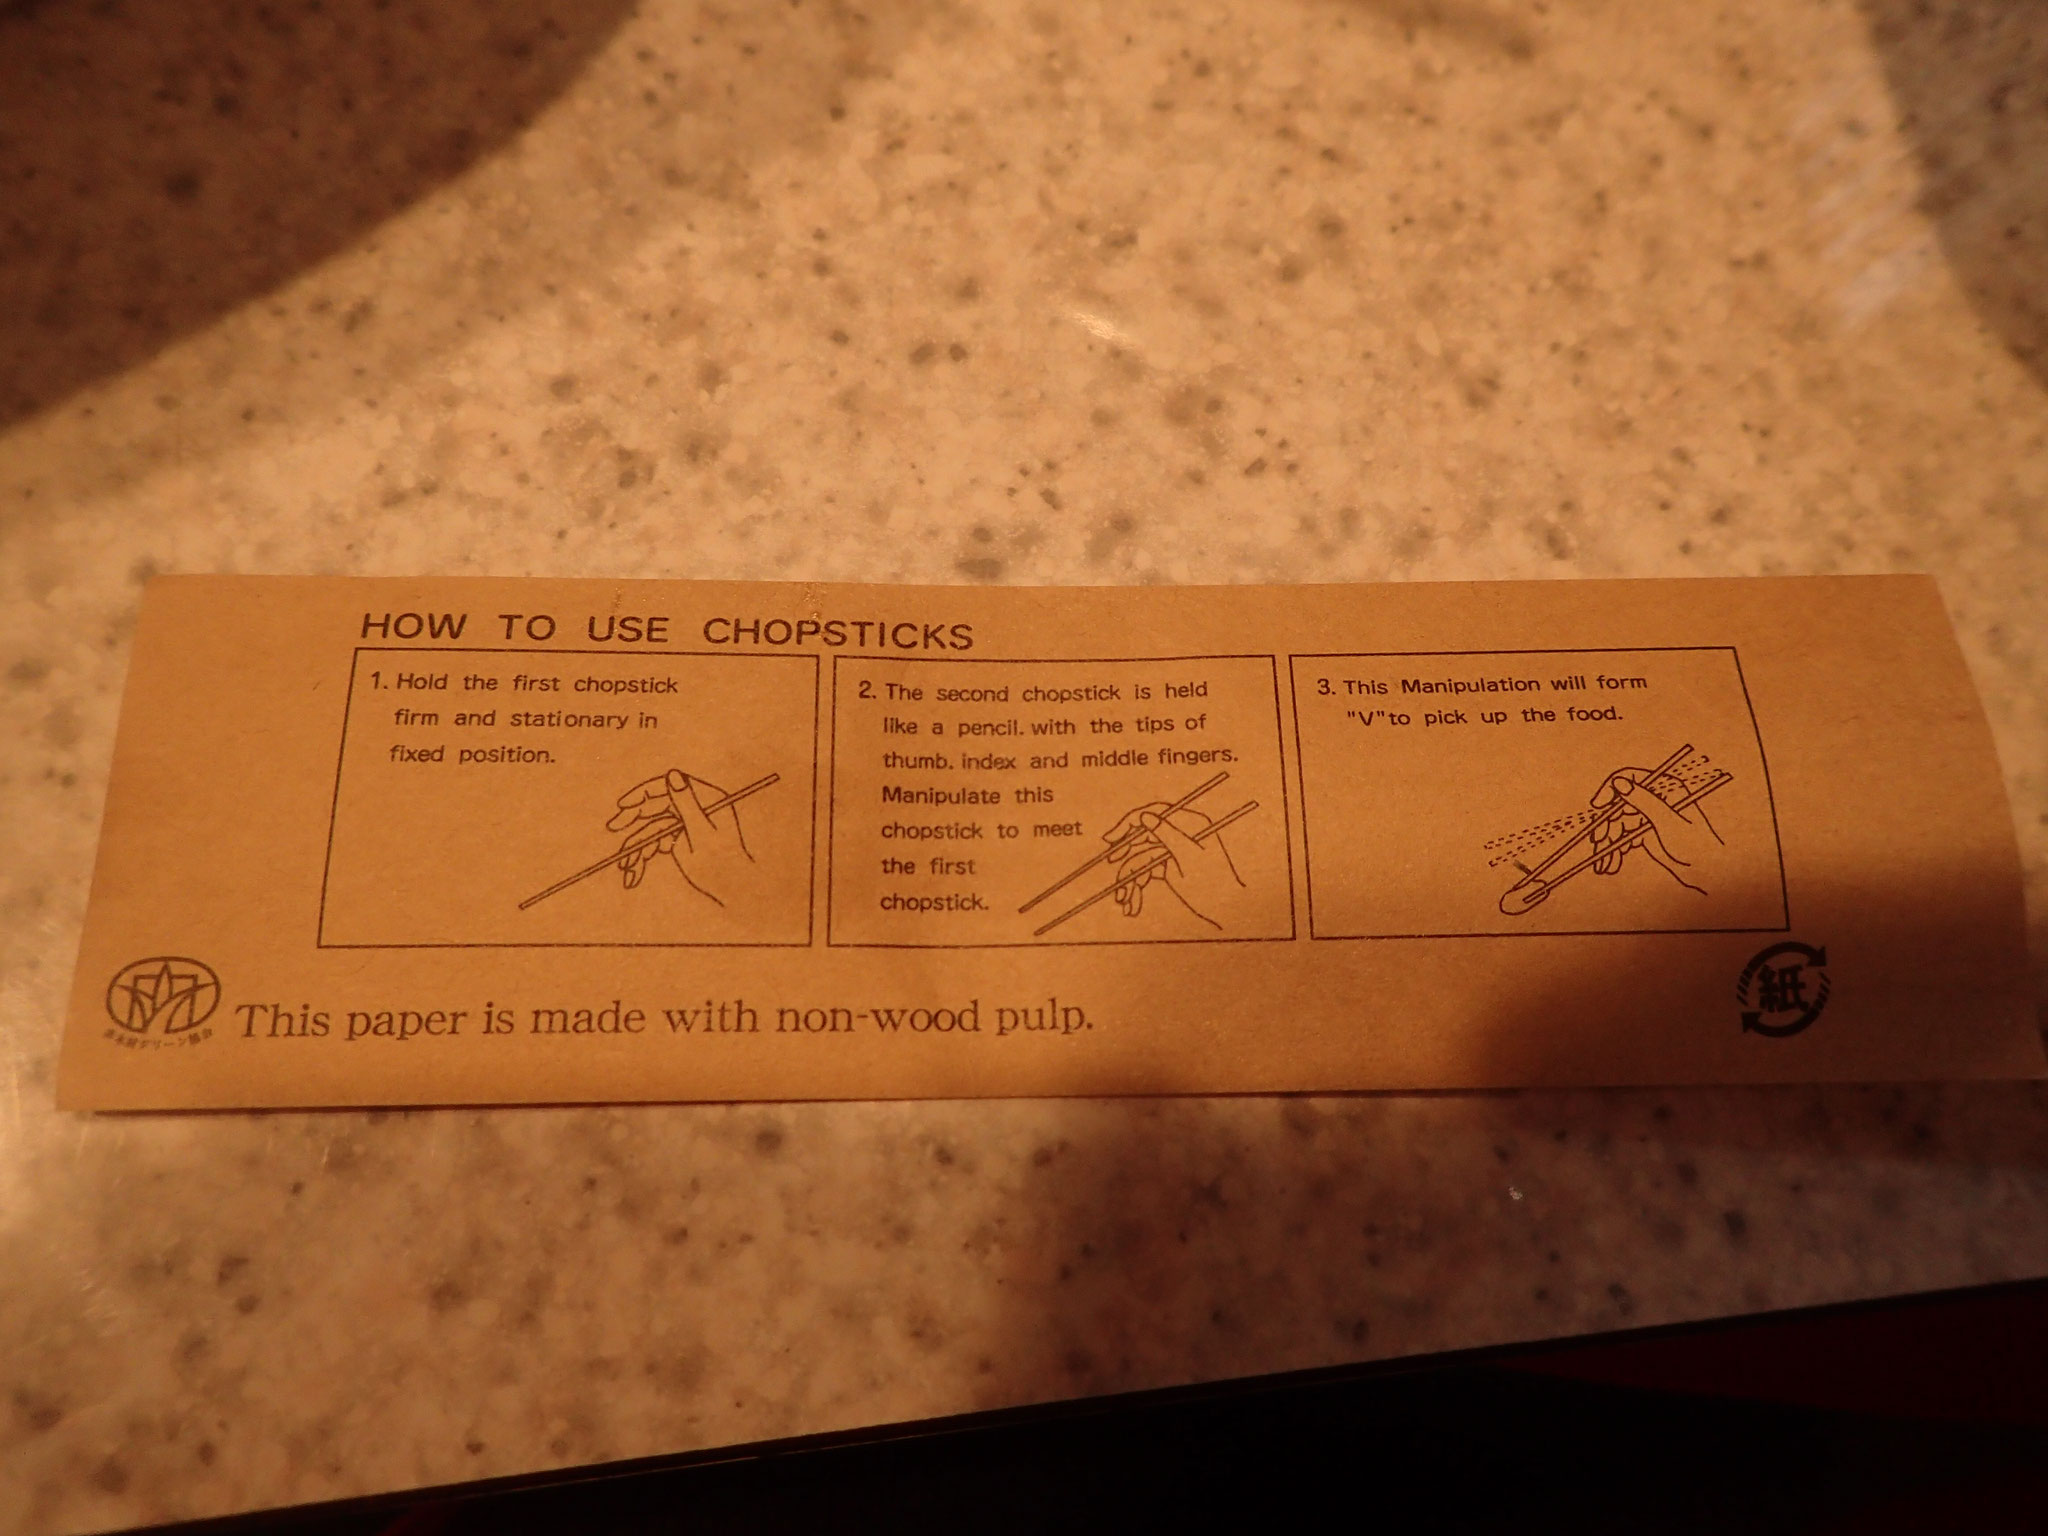 HOW TO USE CHOPSTICKS
1. Hold the first chopstick
firm and stationary in
fixed position.
2. The second chopstick is held
like a pencil. with the tips of
thumb. index and middle fingers.
Manipulate this
chopstick to meet
the first
chopstick.
3. This Manipulation will form
"V" to pick up the food.
This paper is made with non-wood pulp.
紙